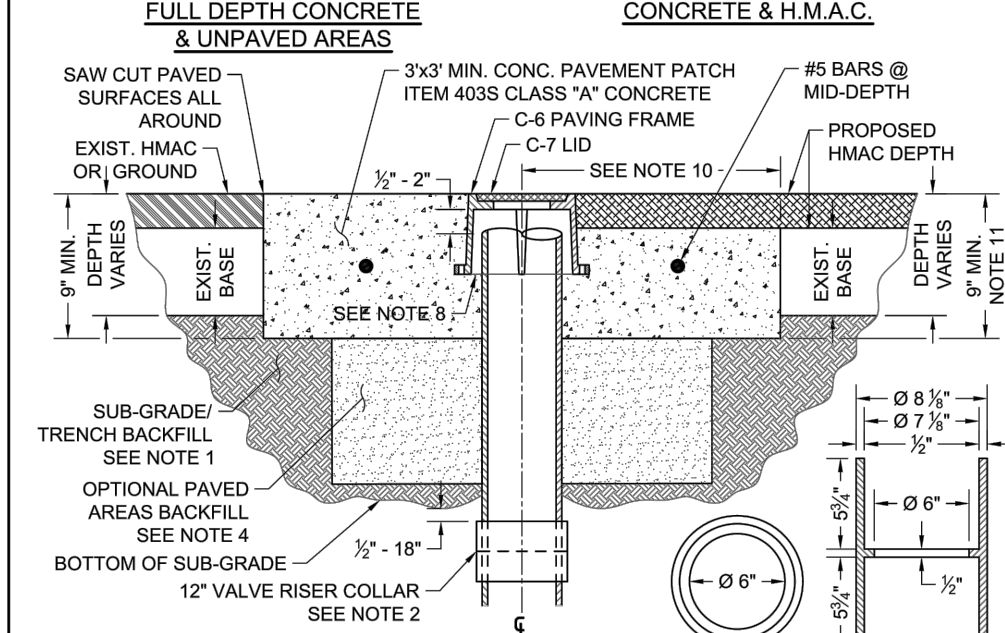 FULL DEPTH CONCRETE
& UNPAVED AREAS
CONCRETE & H.M.A.C.
SAW CUT PAVED
SURFACES ALL
AROUND
EXIST. HMAC
OR GROUND
3'x3' MIN. CONC. PAVEMENT PATCH
ITEM 403S CLASS "A" CONCRETE
C-6 PAVING FRAME
C-7 LID
#5 BARS @
MID-DEPTH
PROPOSED
HMAC DEPTH
SEE NOTE 10
½" - 2"
9" MIN.
DEPTH
VARIES
EXIST.
BASE
SEE NOTE 8
EXIST.
BASE
DEPTH
VARIES
9" MIN.
NOTE 11
SUB-GRADE/
TRENCH BACKFILL
SEE NOTE 1
OPTIONAL PAVED
AREAS BACKFILL
SEE NOTE 4
BOTTOM OF SUB-GRADE
½" - 18"
12" VALVE RISER COLLAR
SEE NOTE 2
℄
Ø 6"
Ø 8 ⅛"
Ø 7 ⅛"
½"
5¾"
Ø 6"
½"
5¾"